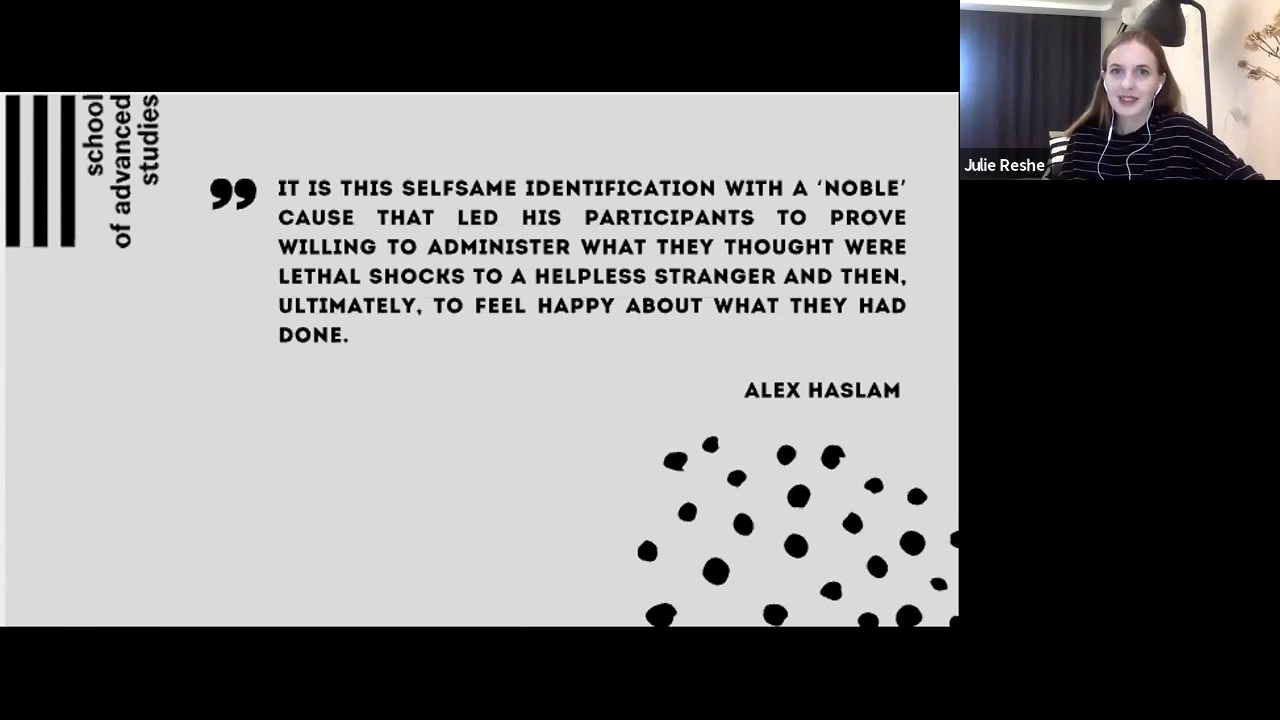 school
of advanced
studies
” IT IS THIS SELFSAME IDENTIFICATION WITH A ‘NOBLE’
CAUSE THAT LED HIS PARTICIPANTS TO PROVE
WILLING TO ADMINISTER WHAT THEY THOUGHT WERE
LETHAL SHOCKS TO A HELPLESS STRANGER AND THEN,
ULTIMATELY, TO FEEL HAPPY ABOUT WHAT THEY HAD
DONE.
ALEX HASLAM
Julie Reshe